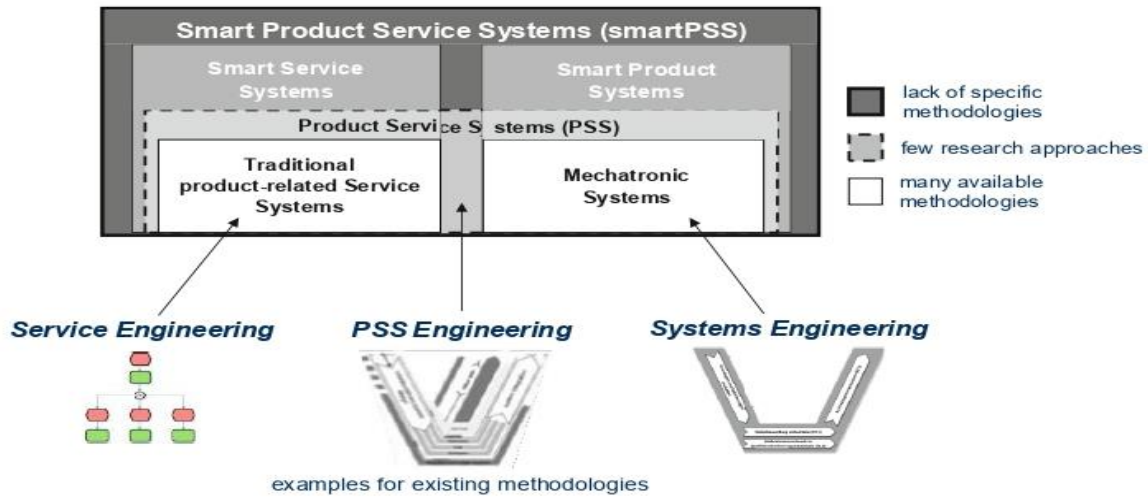 Smart Product Service Systems (smartPSS)
Smart Service
Systems
Smart Product
Systems
Product Service Systems (PSS)
Traditional
product-related Service
Systems
Mechatronic
Systems
lack of specific
methodologies
few research approaches
many available
methodologies
Service Engineering
PSS Engineering
Systems Engineering
examples for existing methodologies